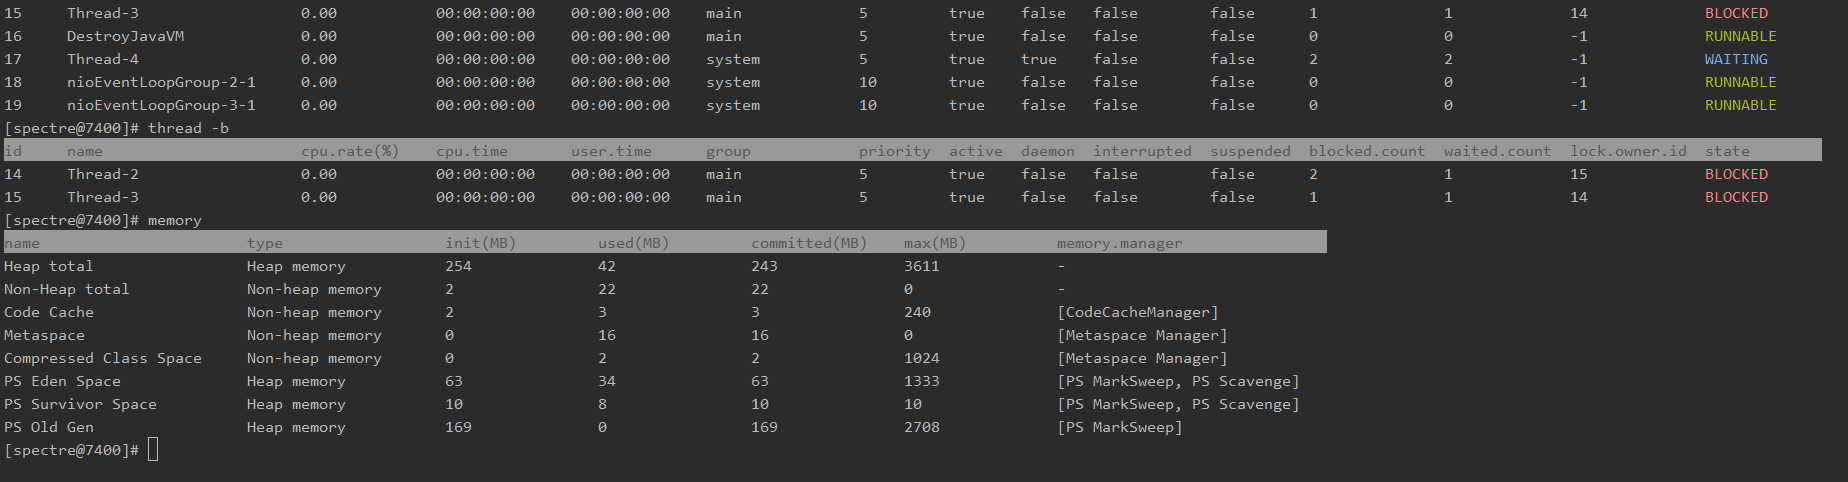 15 Thread-3 0.00 00:00:00:00 00:00:00:00 main 5 true false false false 1 1 14 BLOCKED
16 DestroyJavaVM 0.00 00:00:00:00 00:00:00:00 main 5 true false false false 0 0 -1 RUNNABLE
17 Thread-4 0.00 00:00:00:00 00:00:00:00 system 5 true true false false 2 2 -1 WAITING
18 nioEventLoopGroup-2-1 0.00 00:00:00:00 00:00:00:00 system 10 true false false false 0 0 -1 RUNNABLE
19 nioEventLoopGroup-3-1 0.00 00:00:00:00 00:00:00:00 system 10 true false false false 0 0 -1 RUNNABLE
[spectre@7400]# thread -b
id name cpu.rate(%) cpu.time user.time group priority active daemon interrupted suspended blocked.count waited.count lock.owner.id state
14 Thread-2 0.00 00:00:00:00 00:00:00:00 main 5 true false false false 2 1 15 BLOCKED
15 Thread-3 0.00 00:00:00:00 00:00:00:00 main 5 true false false false 1 1 14 BLOCKED
[spectre@7400]# memory
name type init(MB) used(MB) committed(MB) max(MB) memory.manager
Heap total Heap memory 254 42 243 3611 -
Non-Heap total Non-heap memory 2 22 22 0 -
Code Cache Non-heap memory 2 3 3 240 [CodeCacheManager]
Metaspace Non-heap memory 0 16 16 0 [Metaspace Manager]
Compressed Class Space Non-heap memory 0 2 2 1024 [Metaspace Manager]
PS Eden Space Heap memory 63 34 63 1333 [PS MarkSweep, PS Scavenge]
PS Survivor Space Heap memory 10 8 10 10 [PS MarkSweep, PS Scavenge]
PS Old Gen Heap memory 169 0 169 2708 [PS MarkSweep]
[spectre@7400]#